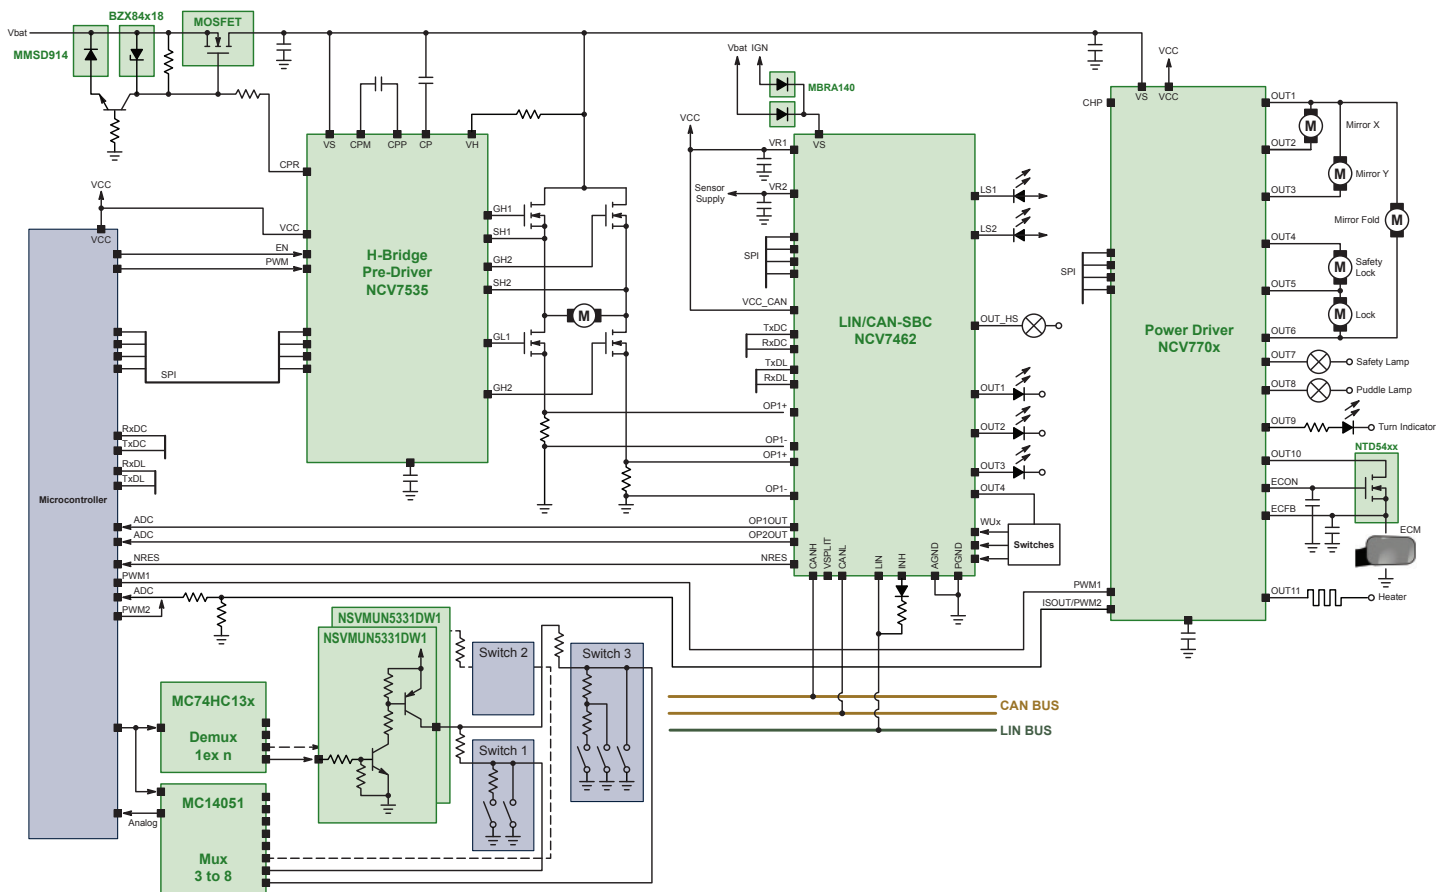 BZX84x18
MOSFET
Vbat
MMSD914
VS
CPM
CPP
CP
VH
CPR
VCC
VCC
VCC
EN
PWM
H-Bridge
Pre-Driver
NCV7535
GH1
SH1
GH2
SH2
M
GL1
GH2
SPI
Microcontroller
RxDC
TxDC
RxDL
TxDL
ADC
ADC
NRES
PWM1
ADC
PWM2
Analog
Vbat IGN
MBRA140
VCC
VS
VR1
VR2
Sensor
Supply
SPI
VCC_CAN
TxDC
RxDC
TxDL
RxDL
OP1+
OP1-
OP1+
OP1-
OP1OUT
OP2OUT
NRES
LIN/CAN-SBC
NCV7462
LS1
LS2
OUT_HS
OUT1
OUT2
OUT3
OUT4
WUx
Switches
CANH
VSPLIT
CANL
LIN
INH
AGND
PGND
CAN BUS
LIN BUS
VCC
VS
VCC
CHP
SPI
Power Driver
NCV770x
PWM1
ISOUT/PWM2
OUT1
M
Mirror X
OUT2
M
Mirror Y
OUT3
M
Mirror Fold
OUT4
M
Safety
Lock
OUT5
M
Lock
OUT6
OUT7
Safety Lamp
OUT8
Puddle Lamp
OUT9
Turn Indicator
NTD54xx
OUT10
ECON
ECFB
ECM
OUT11
Heater
NSVMUN5331DW1
NSVMUN5331DW1
Switch 2
Switch 3
Switch 1
MC74HC13x
Demux
1ex n
MC14051
Mux
3 to 8